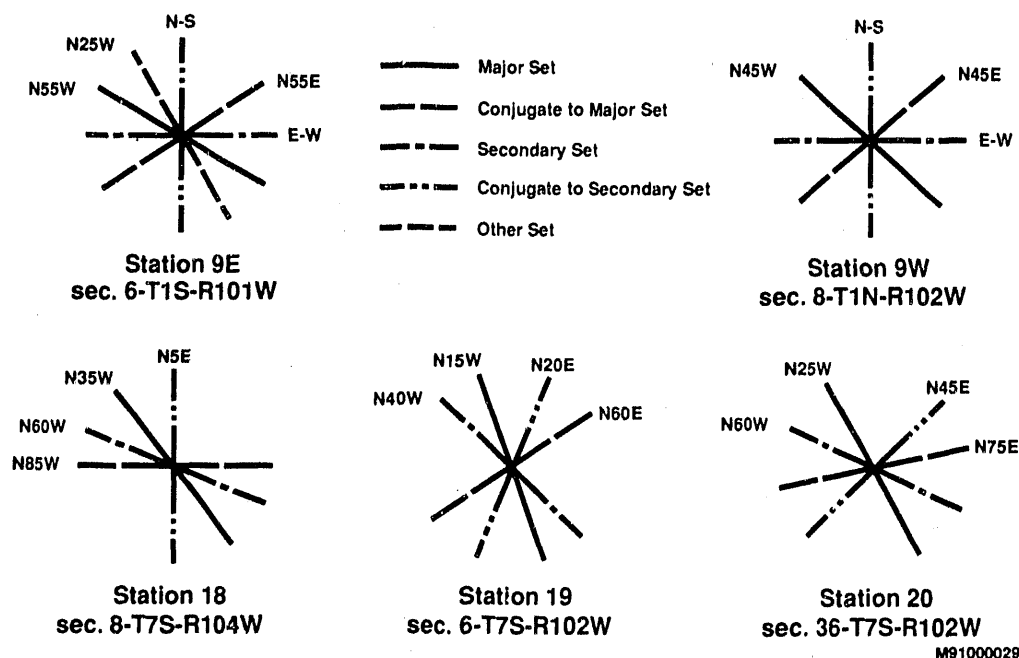 N-S
N25W
N55W
N55E
E-W
Station 9E
sec. 6-T1S-R101W
Major Set
Conjugate to Major Set
Secondary Set
Conjugate to Secondary Set
Other Set
N-S
N45W
N45E
E-W
Station 9W
sec. 8-T1N-R102W
N5E
N35W
N60W
N85W
Station 18
sec. 8-T7S-R104W
N15W
N20E
N40W
N60E
Station 19
sec. 6-T7S-R102W
N25W
N45E
N60W
N75E
Station 20
sec. 36-T7S-R102W
M91000029